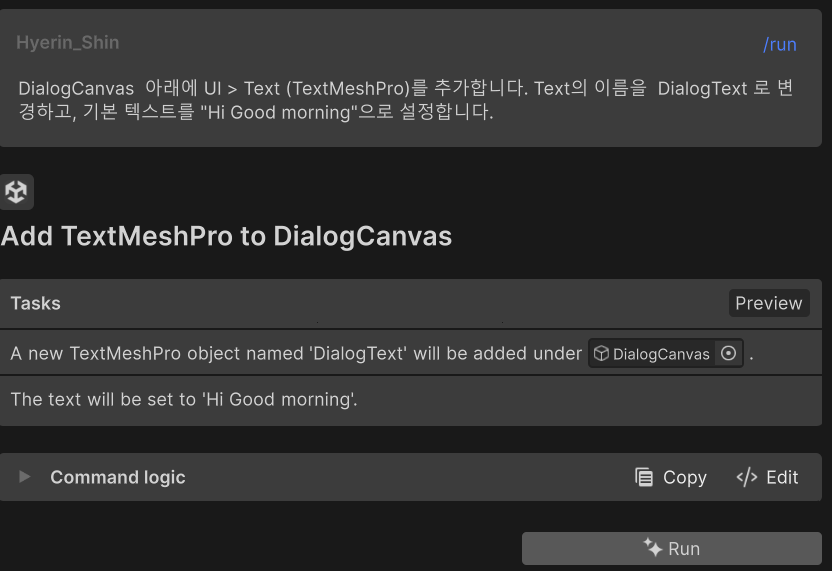 Hyerin_Shin
/run
DialogCanvas 아래에 UI > Text (TextMeshPro)를 추가합니다. Text의 이름을 DialogText 로 변
경하고, 기본 텍스트를 "Hi Good morning"으로 설정합니다.
Add TextMeshPro to DialogCanvas
Tasks
Preview
A new TextMeshPro object named 'DialogText' will be added under DialogCanvas .
The text will be set to 'Hi Good morning'.
Command logic
Copy
Edit
Run